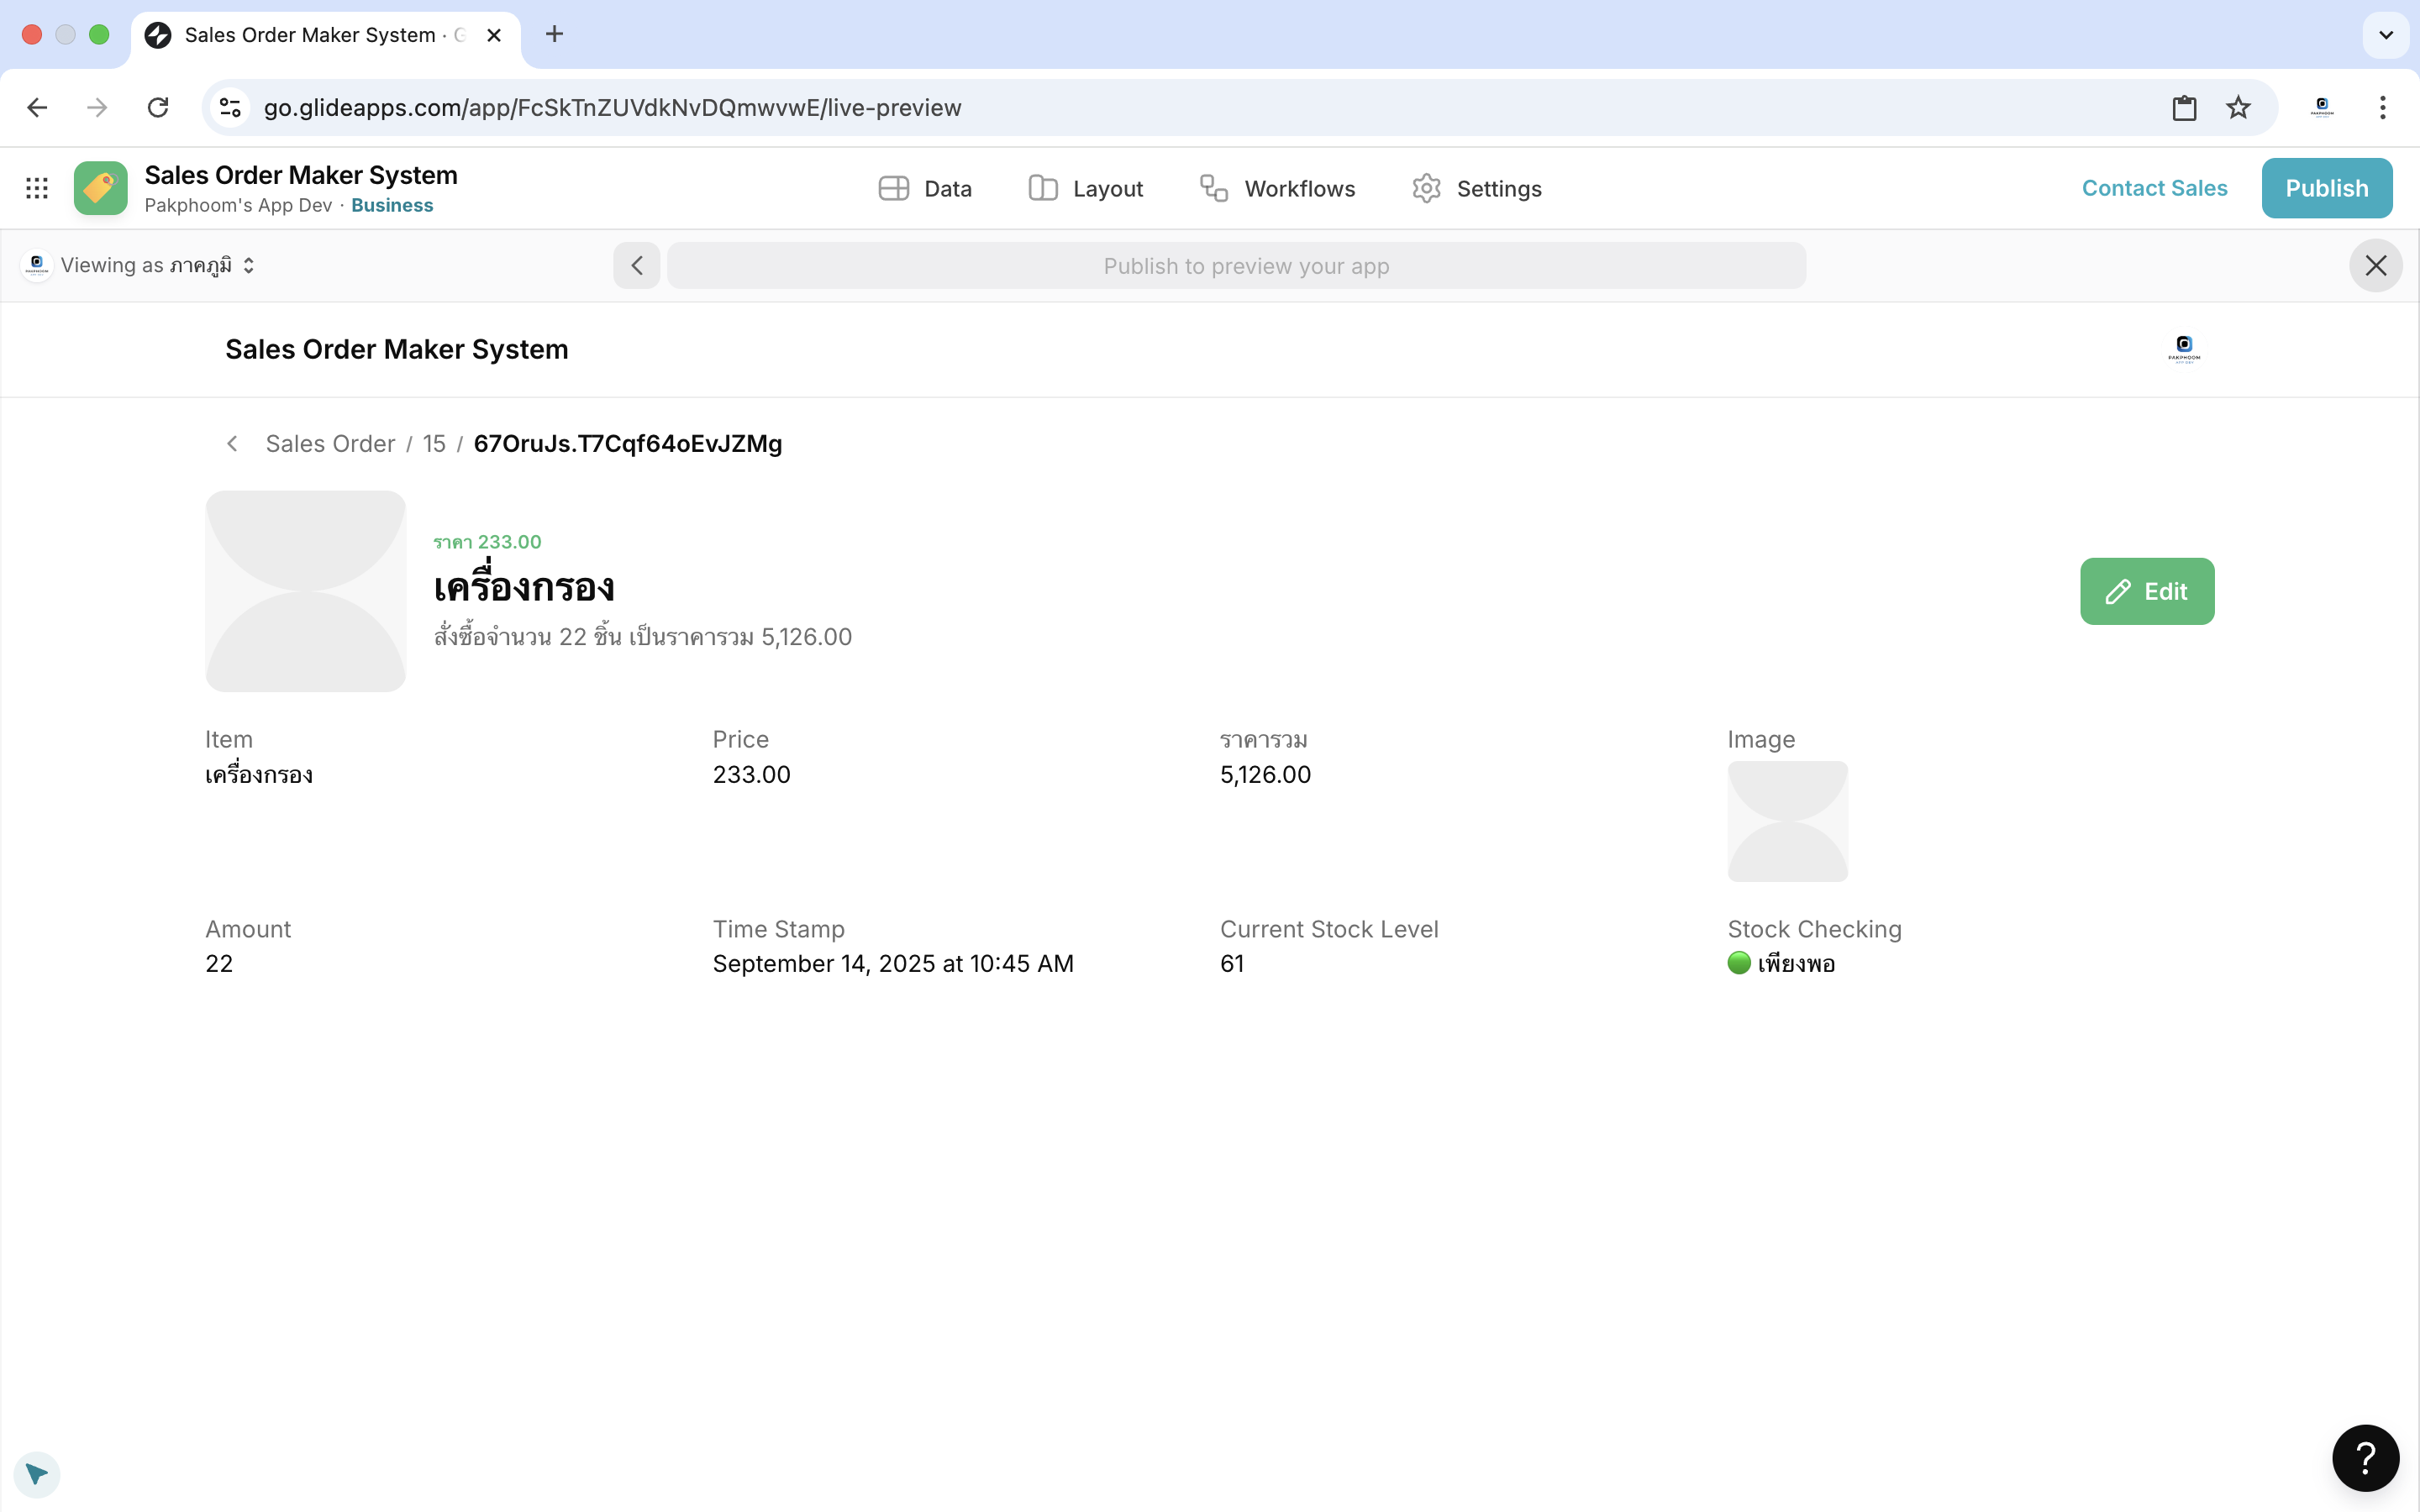 Sales Order Maker System · G
go.glideapps.com/app/FcSkTnZUVdkNvDQmwvwE/live-preview
Sales Order Maker System
Pakphoom's App Dev · Business
Data
Layout
Workflows
Settings
Contact Sales
Publish
Viewing as ภาคภูมิ
Publish to preview your app
Sales Order Maker System
PAKPHOOM
Sales Order / 15 / 67OruJs.T7Cqf64oEvJZMg
ราคา 233.00
เครื่องกรอง
สั่งซื้อจำนวน 22 ชิ้น เป็นราคารวม 5,126.00
Edit
Item
เครื่องกรอง
Price
233.00
ราคารวม
5,126.00
Image
Amount
22
Time Stamp
September 14, 2025 at 10:45 AM
Current Stock Level
61
Stock Checking
เพียงพอ
?